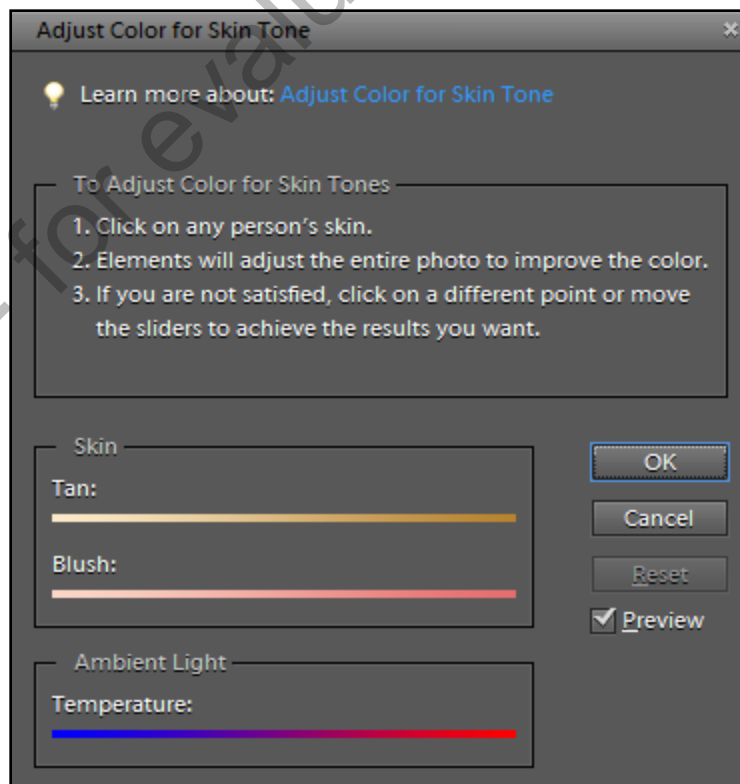 Adjust Color for Skin Tone
Learn more about: Adjust Color for Skin Tone
To Adjust Color for Skin Tones
1. Click on any person's skin.
2. Elements will adjust the entire photo to improve the color.
3. If you are not satisfied, click on a different point or move
the sliders to achieve the results you want.
Skin
Tan:
Blush:
OK
Cancel
Reset
Preview
Ambient Light
Temperature:
for evalu